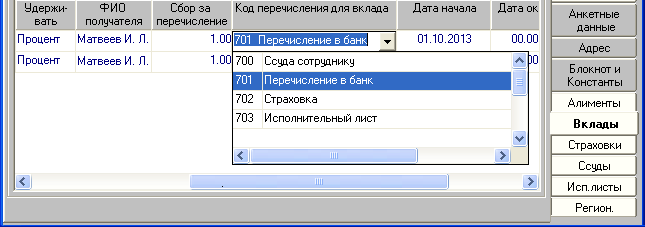 Удержи-
вать
ФИО
получателя
Сбор за
перечисление
Код перечисления для вклада
Дата начала
Дата ок
Процент Матвеев И. Л. 1.00 701 Перечисление в банк 01.10.2013 00.00
Процент Матвеев И. Л. 1.00 00.
700 Ссуда сотруднику
701 Перечисление в банк
702 Страховка
703 Исполнительный лист
Анкетные
данные
Адрес
Блокнот и
Константы
Алименты
Вклады
Страховки
Ссуды
Исп.листы
Регион.